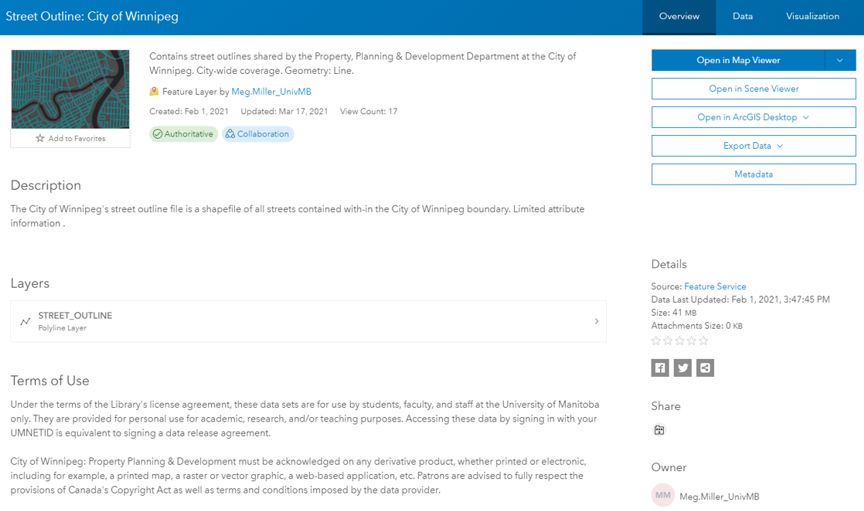 Street Outline: City of Winnipeg
Overview
Data
Visualization
Contains street outlines shared by the Property, Planning & Development Department at the City of
Winnipeg. City-wide coverage. Geometry: Line.
Feature Layer by Meg.Miller_UnivMB
Created: Feb 1, 2021 Updated: Mar 17, 2021 View Count: 17
Authoritative
Collaboration
Add to Favorites
Open in Map Viewer
Open in Scene Viewer
Open in ArcGIS Desktop
Export Data
Metadata
Description
The City of Winnipeg's street outline file is a shapefile of all streets contained with-in the City of Winnipeg boundary. Limited attribute
information .
Layers
STREET_OUTLINE
Polyline Layer
Terms of Use
Under the terms of the Library's license agreement, these data sets are for use by students, faculty, and staff at the University of Manitoba
only. They are provided for personal use for academic, research, and/or teaching purposes. Accessing these data by signing in with your
UMNETID is equivalent to signing a data release agreement.
City of Winnipeg: Property Planning & Development must be acknowledged on any derivative product, whether printed or electronic,
including for example, a printed map, a raster or vector graphic, a web-based application, etc. Patrons are advised to fully respect the
provisions of Canada's Copyright Act as well as terms and conditions imposed by the data provider.
Details
Source: Feature Service
Data Last Updated: Feb 1, 2021, 3:47:45 PM
Size: 41 MB
Attachments Size: 0 KB
Share
Owner
MM
Meg.Miller_UnivMB